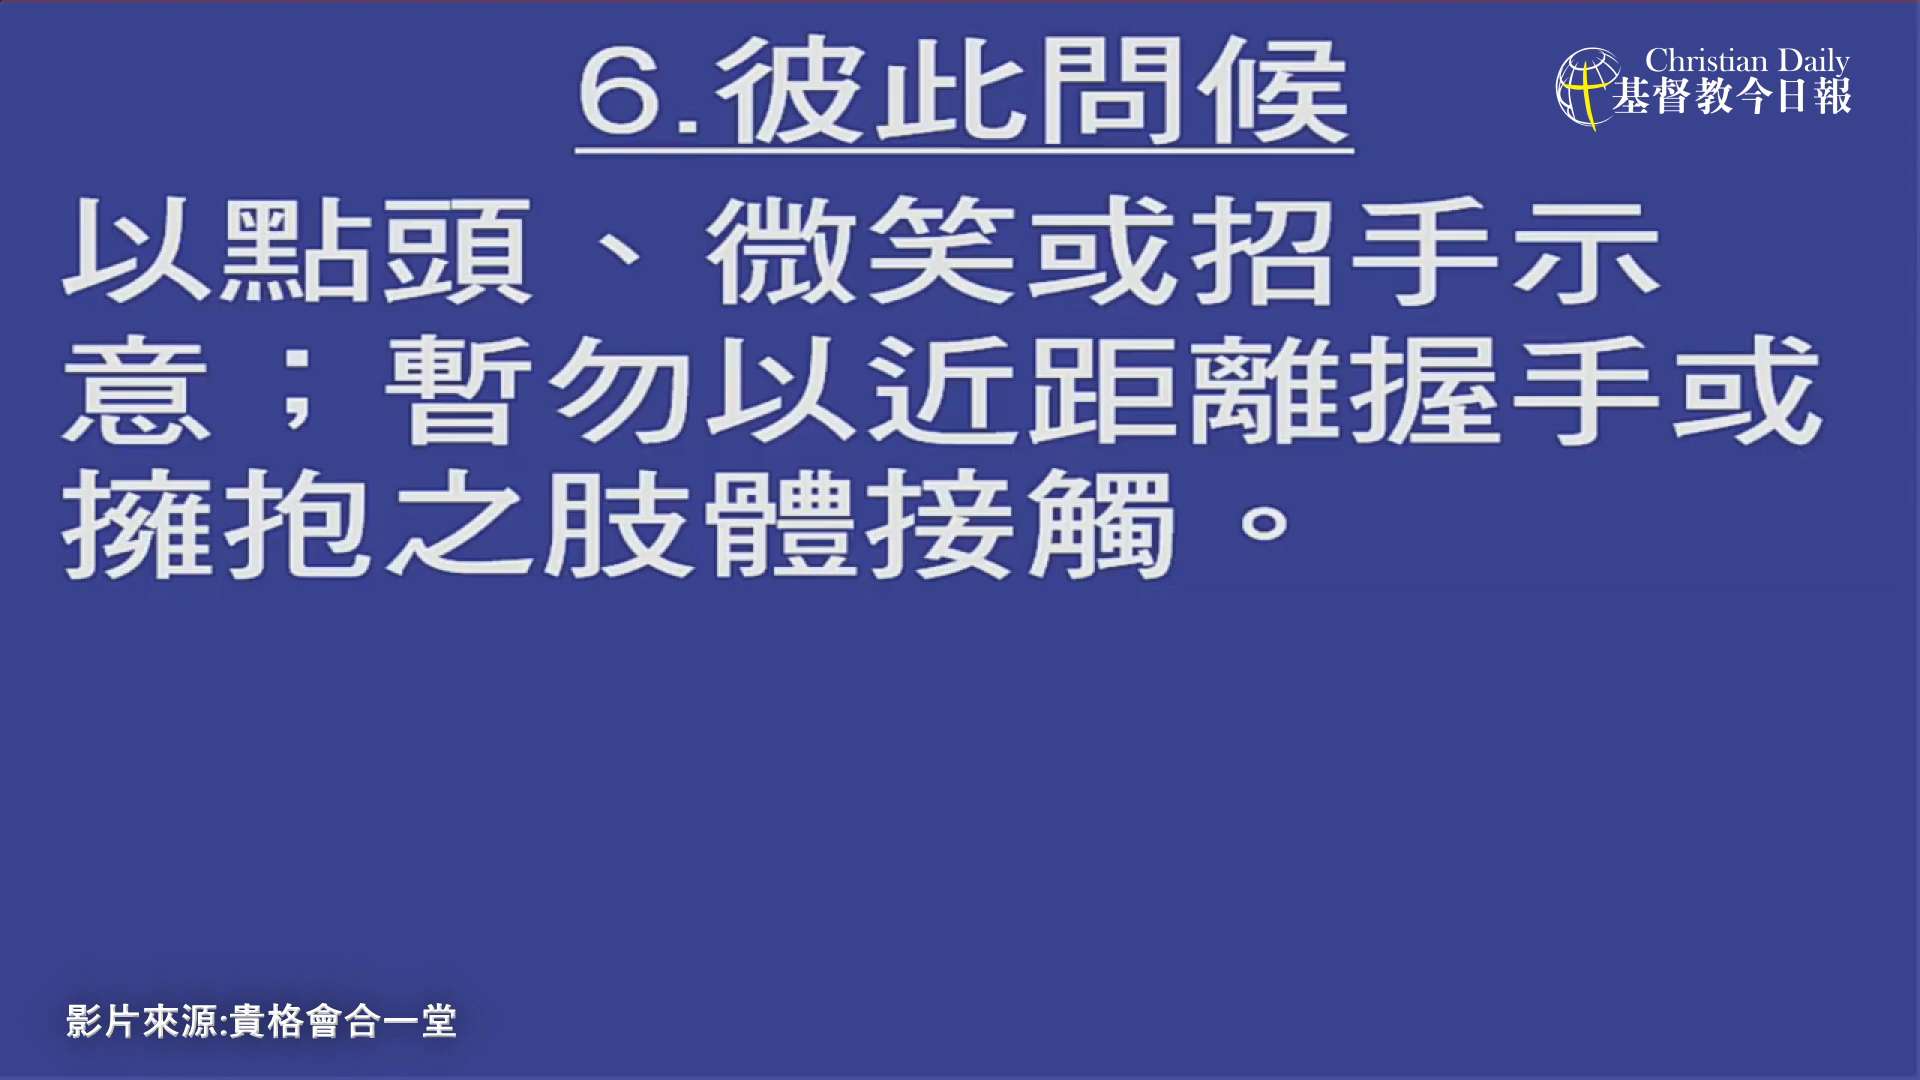 6.彼此問候
Christian Daily
基督教今日報
以點頭、微笑或招手示
意；暫勿以近距離握手或
擁抱之肢體接觸。
影片來源:貴格會合一堂